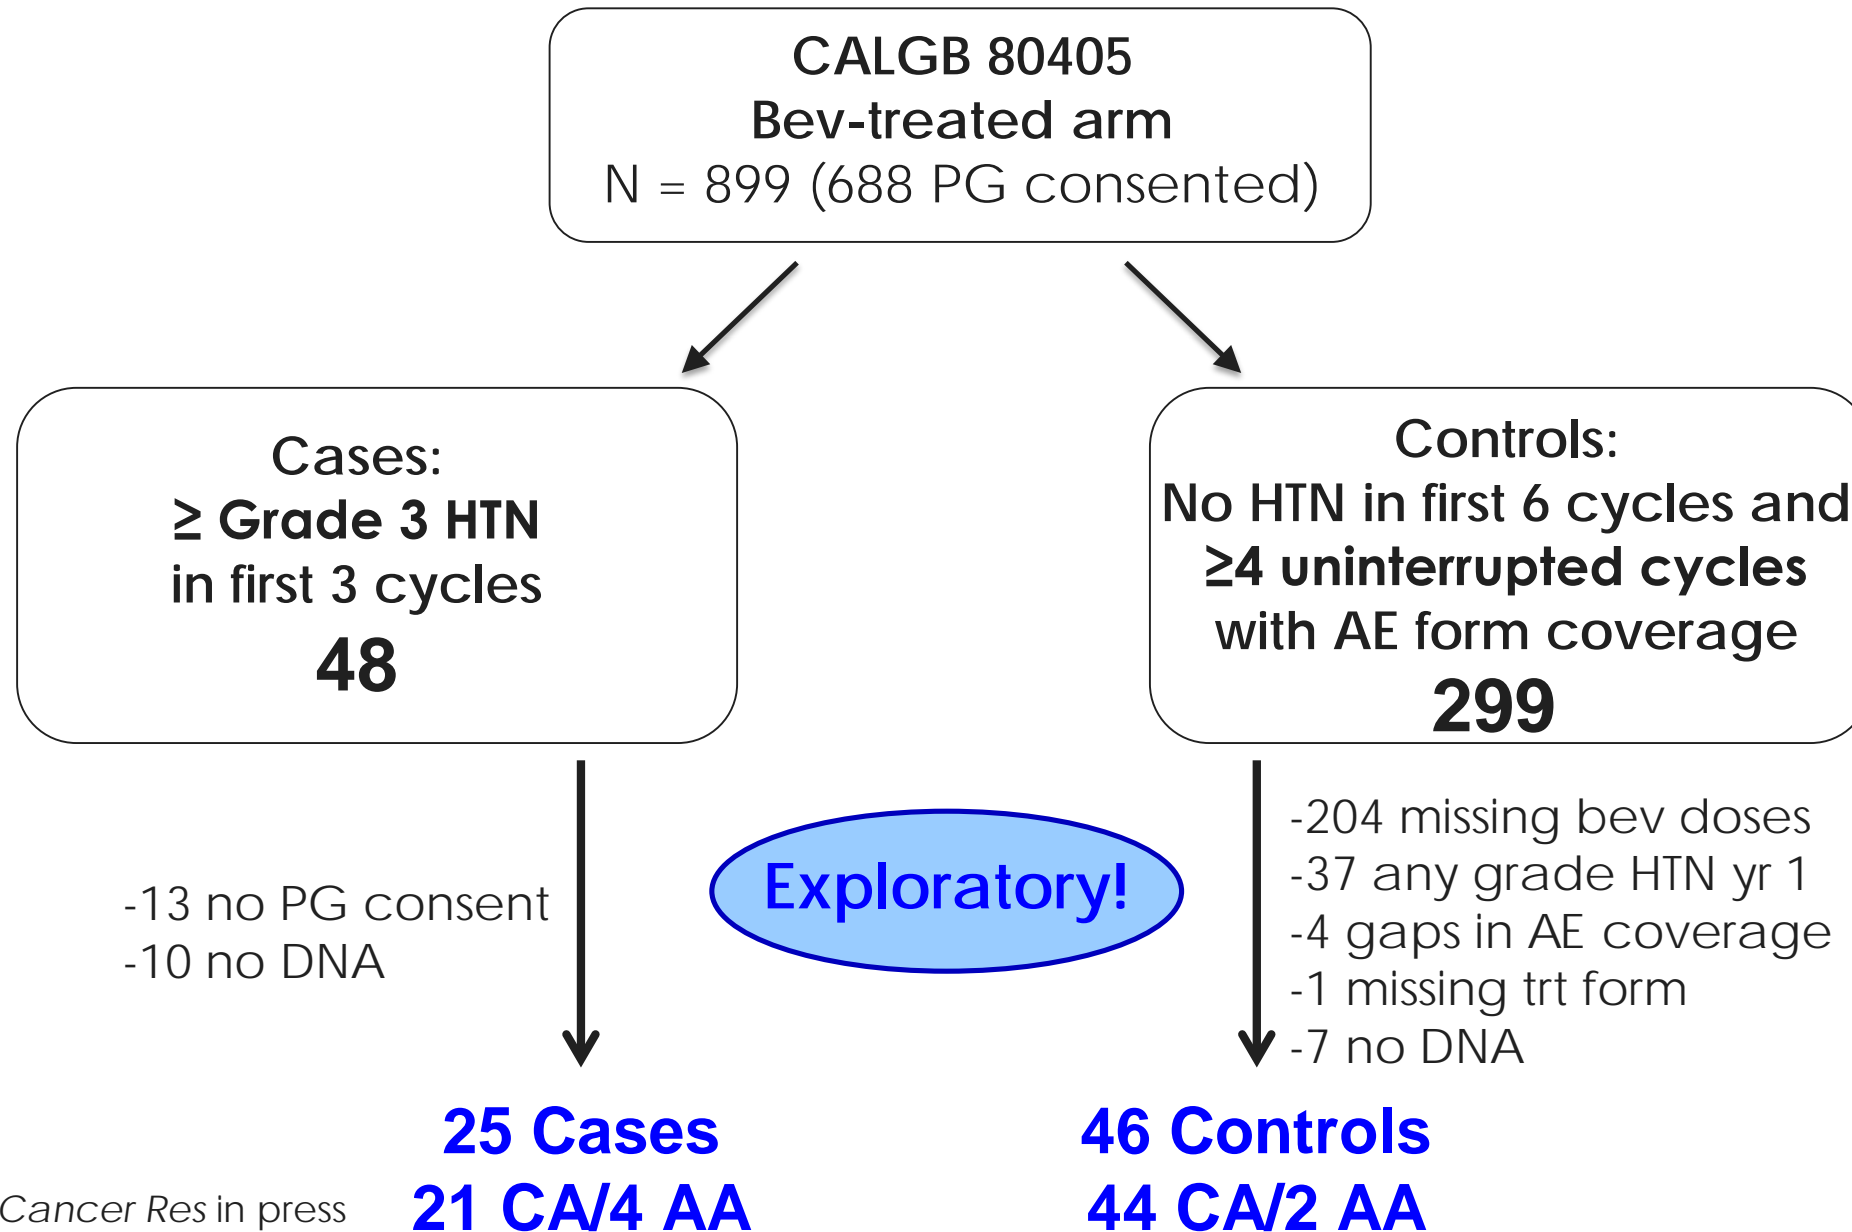 CALGB 80405
Bev-treated arm
N = 899 (688 PG consented)
Cases:
≥ Grade 3 HTN
in first 3 cycles
48
Controls:
No HTN in first 6 cycles and
≥4 uninterrupted cycles
with AE form coverage
299
-13 no PG consent
-10 no DNA
Exploratory!
-204 missing bev doses
-37 any grade HTN yr 1
-4 gaps in AE coverage
-1 missing trt form
-7 no DNA
25 Cases
21 CA/4 AA
46 Controls
44 CA/2 AA
Cancer Res in press